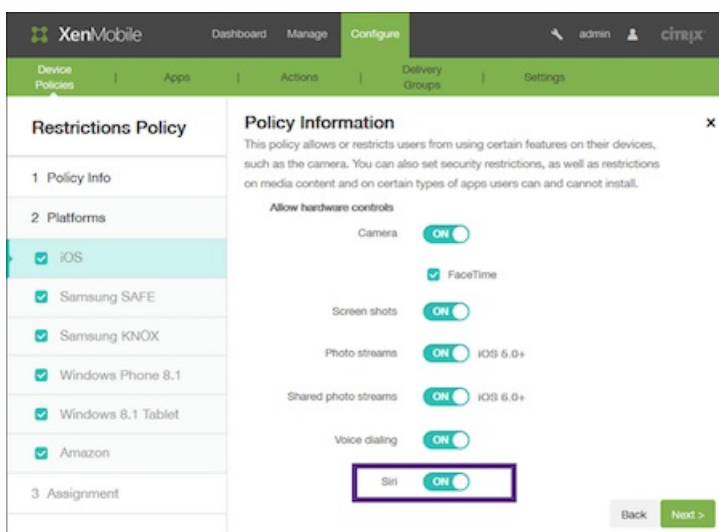 XenMobile Dashboard Manage Configure admin CITRIX
Device Policies | Apps | Actions | Delivery Groups | Settings
Restrictions Policy
1 Policy Info
2 Platforms
iOS
Samsung SAFE
Samsung KNOX
Windows Phone 8.1
Windows 8.1 Tablet
Amazon
3 Assignment
Policy Information
This policy allows or restricts users from using certain features on their devices,
such as the camera. You can also set security restrictions, as well as restrictions
on media content and on certain types of apps users can and cannot install.
Allow hardware controls
Camera ON
FaceTime
Screen shots ON
Photo streams ON iOS 5.0+
Shared photo streams ON iOS 6.0+
Voice dialing ON
Siri ON
Back Next >